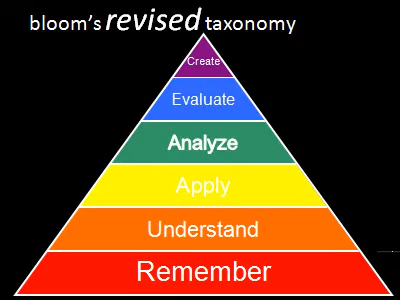 bloom's revised taxonomy
Create
Evaluate
Analyze
Apply
Understand
Remember